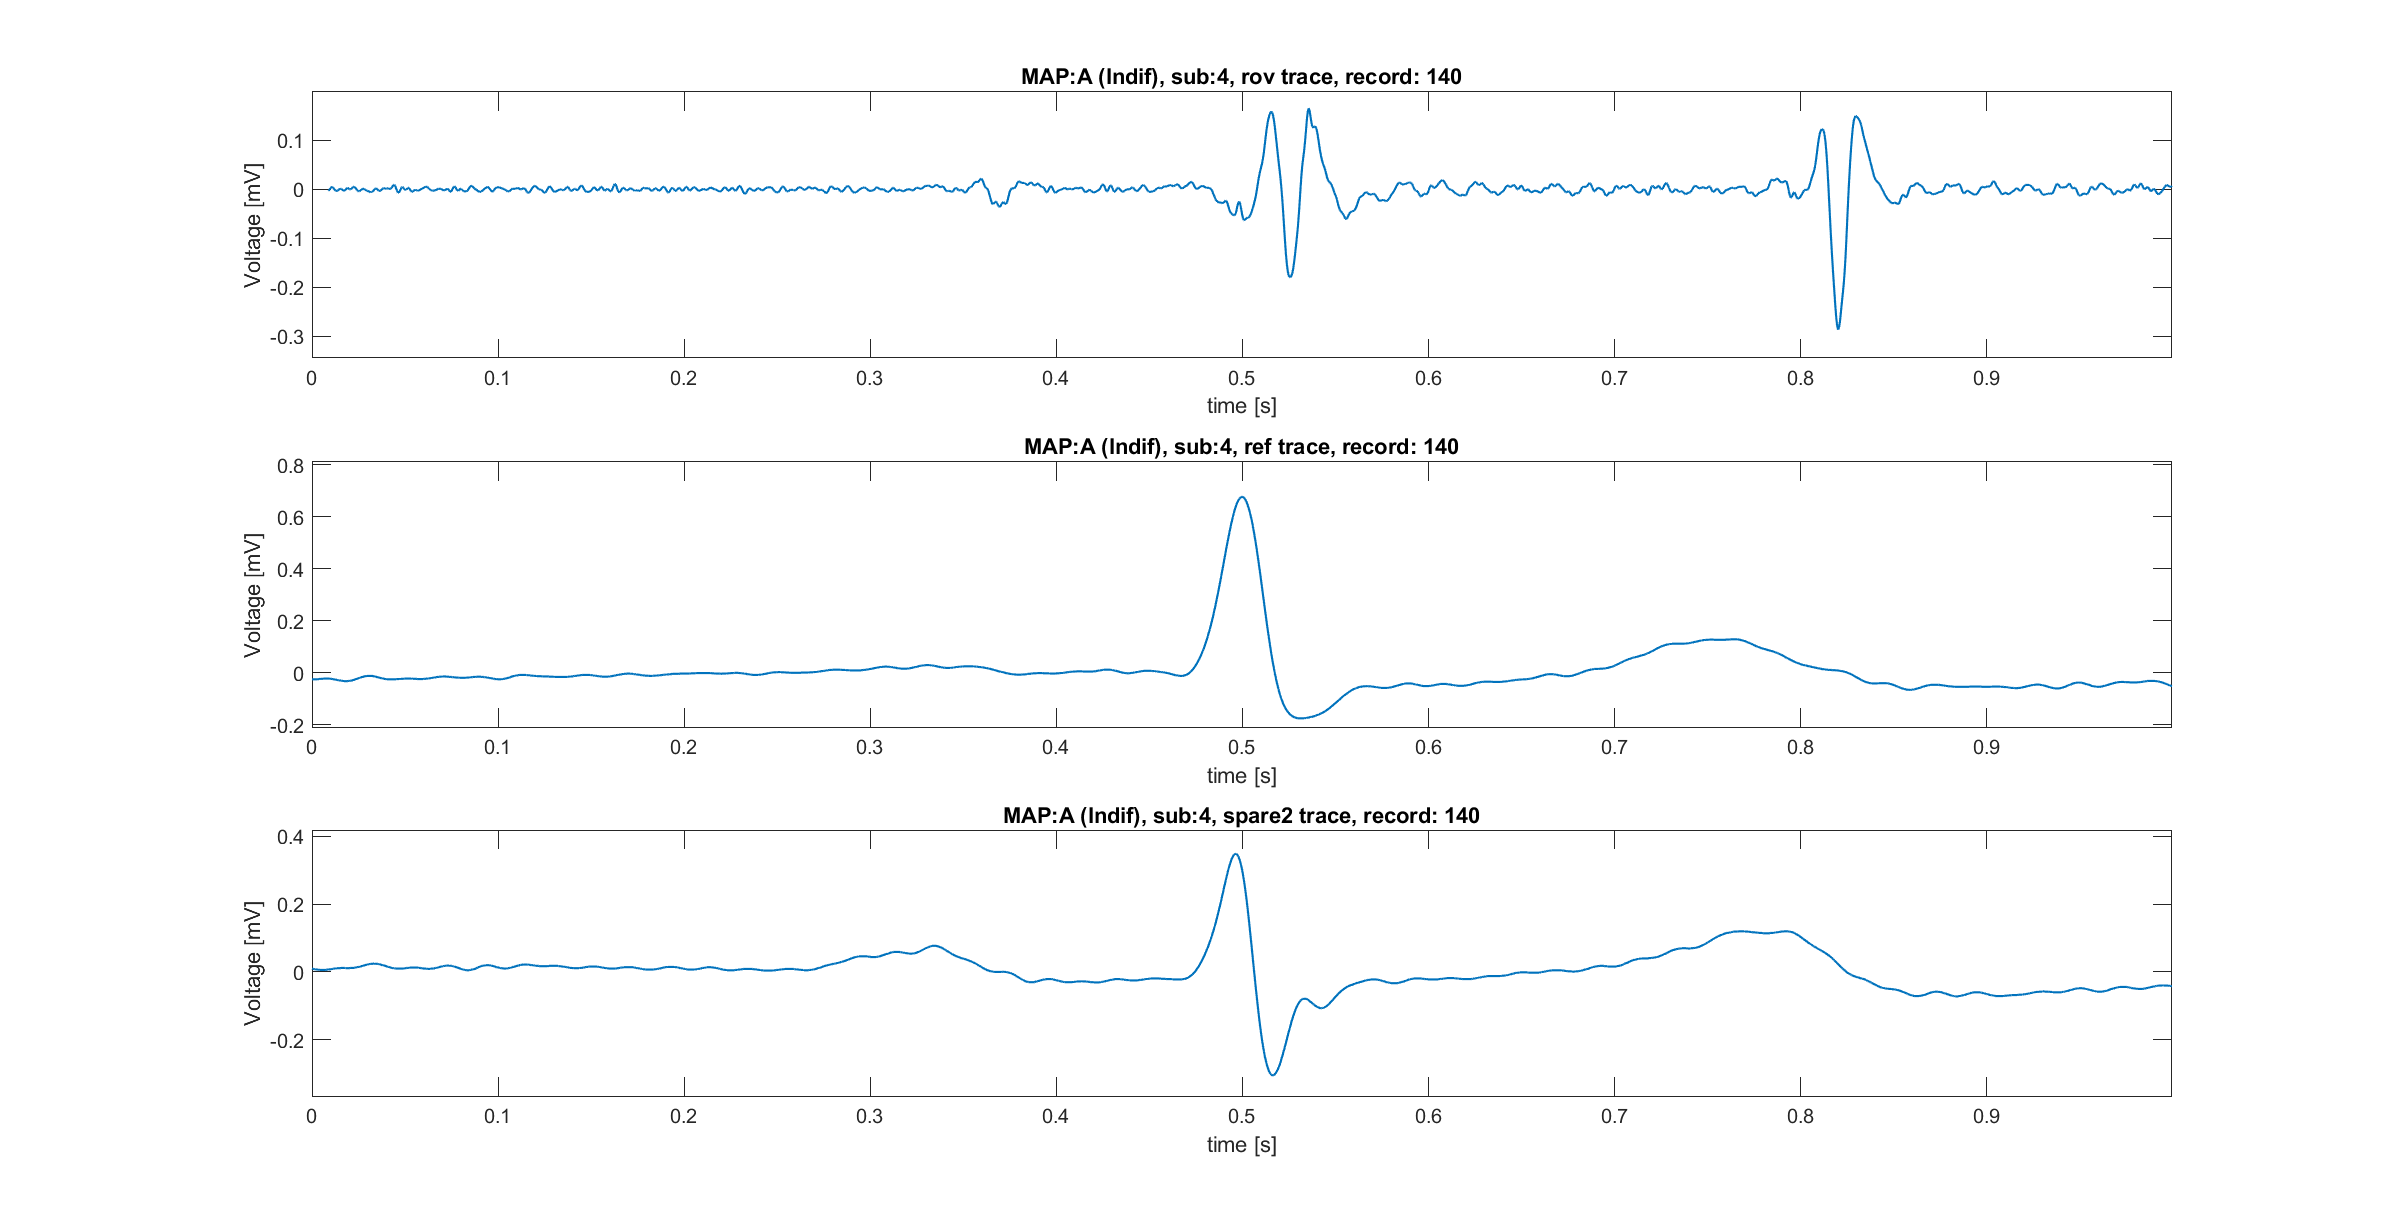 MAP:A (Indif), sub:4, rov trace, record: 140
Voltage [mV]
0.1
0
-0.1
-0.2
-0.3
0 0.1 0.2 0.3 0.4 0.5 0.6 0.7 0.8 0.9
time [s]
MAP:A (Indif), sub:4, ref trace, record: 140
Voltage [mV]
0.8
0.6
0.4
0.2
0
-0.2
0 0.1 0.2 0.3 0.4 0.5 0.6 0.7 0.8 0.9
time [s]
MAP:A (Indif), sub:4, spare2 trace, record: 140
Voltage [mV]
0.4
0.2
0
-0.2
0 0.1 0.2 0.3 0.4 0.5 0.6 0.7 0.8 0.9
time [s]